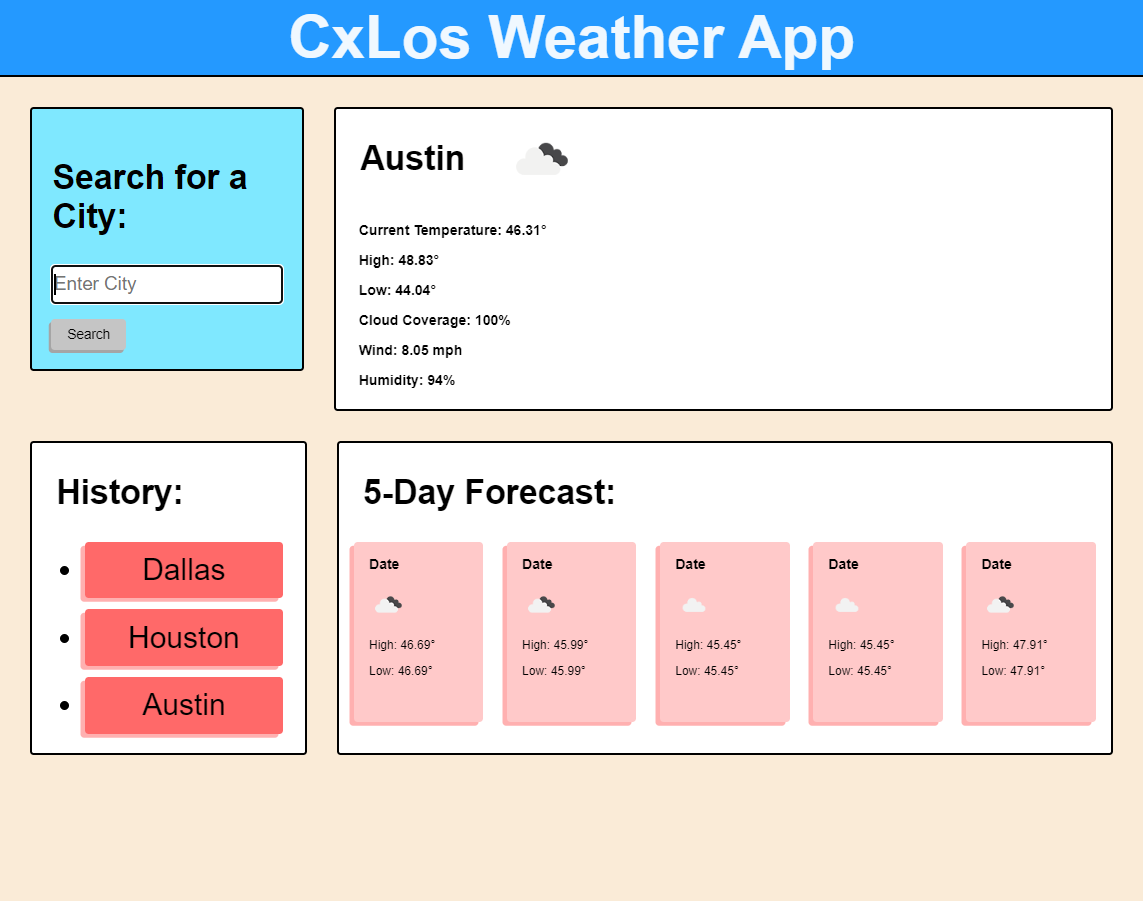 CxLos Weather App
Search for a
City:
Enter City
Search
Austin
Current Temperature: 46.31°
High: 48.83°
Low: 44.04°
Cloud Coverage: 100%
Wind: 8.05 mph
Humidity: 94%
History:
Dallas
Houston
Austin
5-Day Forecast:
Date
High: 46.69°
Low: 46.69°
Date
High: 45.99°
Low: 45.99°
Date
High: 45.45°
Low: 45.45°
Date
High: 45.45°
Low: 45.45°
Date
High: 47.91°
Low: 47.91°